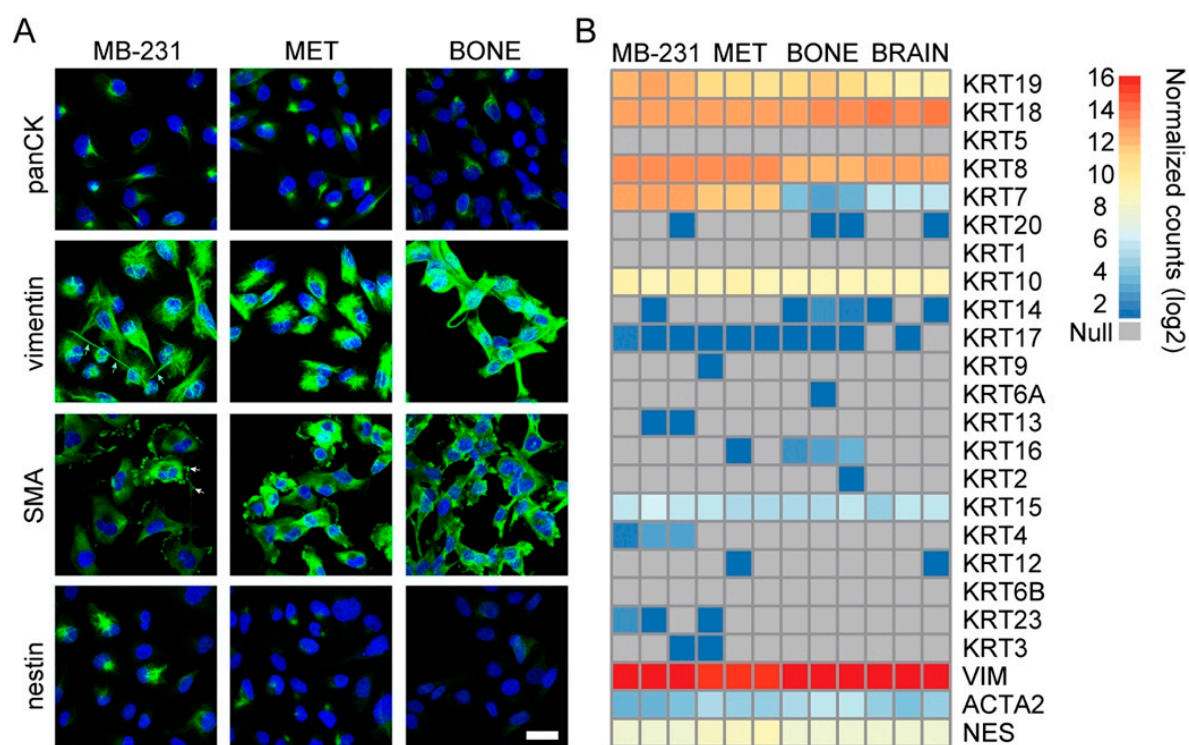 A
MB-231 MET BONE
panCK
vimentin
SMA
nestin
B
MB-231 MET BONE BRAIN
KRT19
KRT18
KRT5
KRT8
KRT7
KRT20
KRT1
KRT10
KRT14
KRT17
KRT9
KRT6A
KRT13
KRT16
KRT2
KRT15
KRT4
KRT12
KRT6B
KRT23
KRT3
VIM
ACTA2
NES
16
14
12
10
8
6
4
2
Null
Normalized counts (log2)